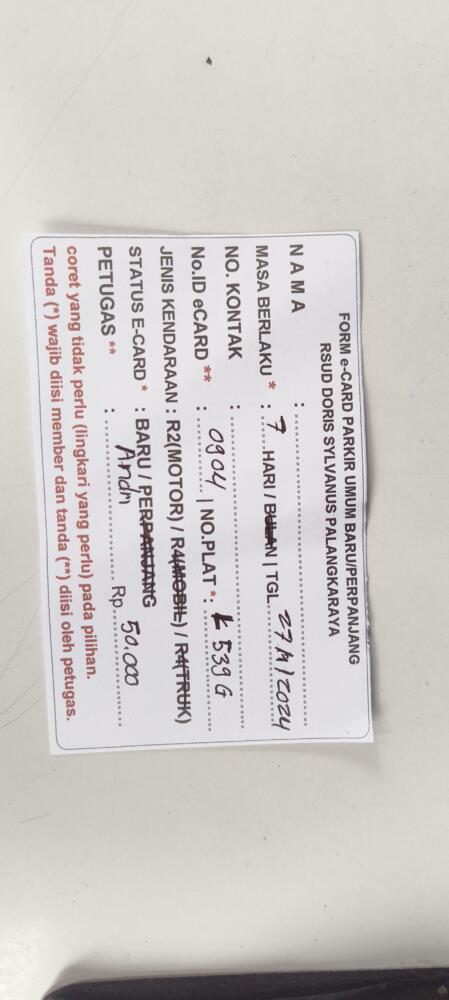 FORM e-CARD PARKIR UMUM BARU/PERPANJANG
RSUD DORIS SYLVANUS PALANGKARAYA
N A M A :
MASA BERLAKU * : 7 HARI / BULAN | TGL. 27/4/2024
NO. KONTAK :
No.ID eCARD ** : 0904 | NO.PLAT *: L 539 G
JENIS KENDARAAN : R2(MOTOR) / R4(MOBIL) / R4(TRUK)
STATUS E-CARD * : BARU / PERPANJANG
PETUGAS ** : Rp. 50.000
coret yang tidak perlu (lingkari yang perlu) pada pilihan.
Tanda (*) wajib diisi member dan tanda (**) diisi oleh petugas.